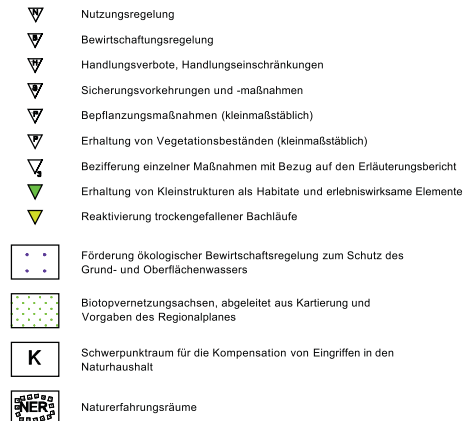 N Nutzungsregelung
B Bewirtschaftungsregelung
H Handlungsverbote, Handlungseinschränkungen
S Sicherungsvorkehrungen und -maßnahmen
Bepflanzungsmaßnahmen (kleinmaßstäblich)
P Erhaltung von Vegetationsbeständen (kleinmaßstäblich)
3 Bezifferung einzelner Maßnahmen mit Bezug auf den Erläuterungsbericht
Erhaltung von Kleinstrukturen als Habitate und erlebniswirksame Elemente
Reaktivierung trockengefallener Bachläufe
Förderung ökologischer Bewirtschaftsregelung zum Schutz des
Grund- und Oberflächenwassers
Biotopvernetzungsachsen, abgeleitet aus Kartierung und
Vorgaben des Regionalplanes
K Schwerpunktraum für die Kompensation von Eingriffen in den
Naturhaushalt
NER Naturerfahrungsräume